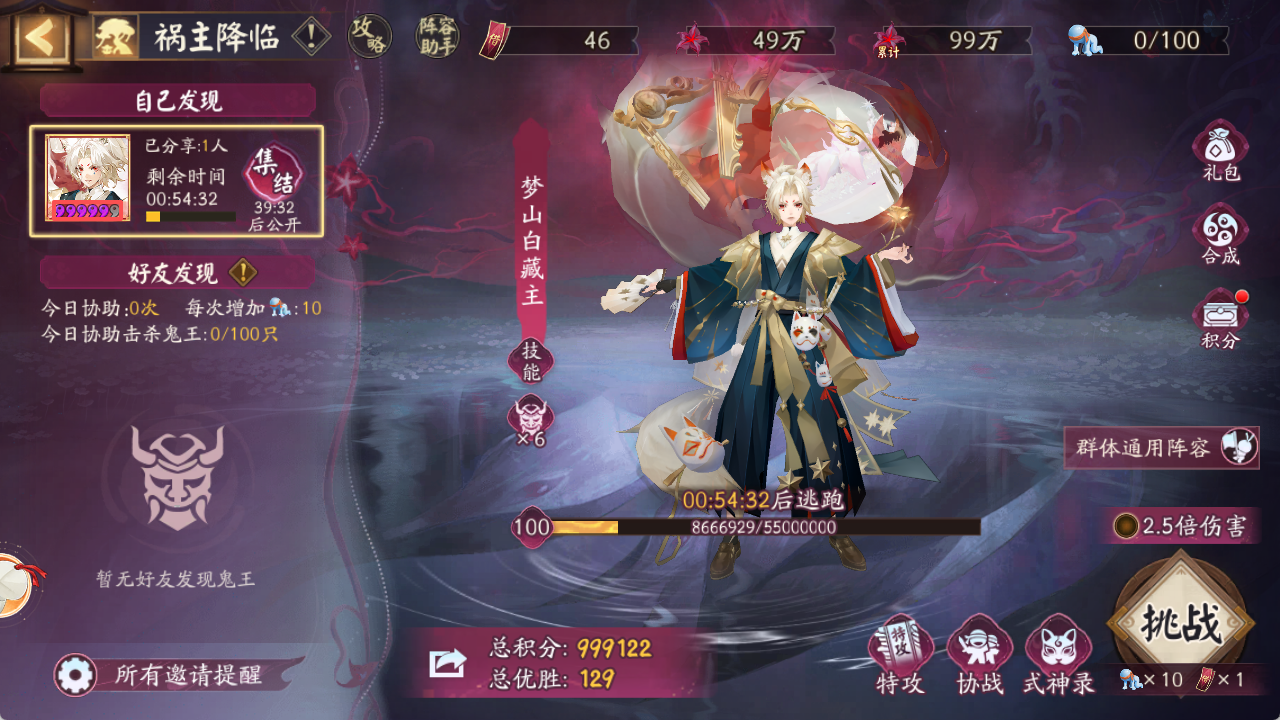 祸主降临
!
攻略
阵容助手
46
49万
累计
99万
0/100
自己发现
已分享:1人
剩余时间
00:54:32
集结
39:32
后公开
好友发现
!
今日协助:0次 每次增加:10
今日协助击杀鬼王:0/100只
暂无好友发现鬼王
所有邀请提醒
梦山白藏主
技能
×6
00:54:32后逃跑
100
8666929/55000000
总积分: 999122
总优胜: 129
礼包
合成
积分
群体通用阵容
2.5倍伤害
挑战
×10
×1
特攻
特攻
协战
式神录